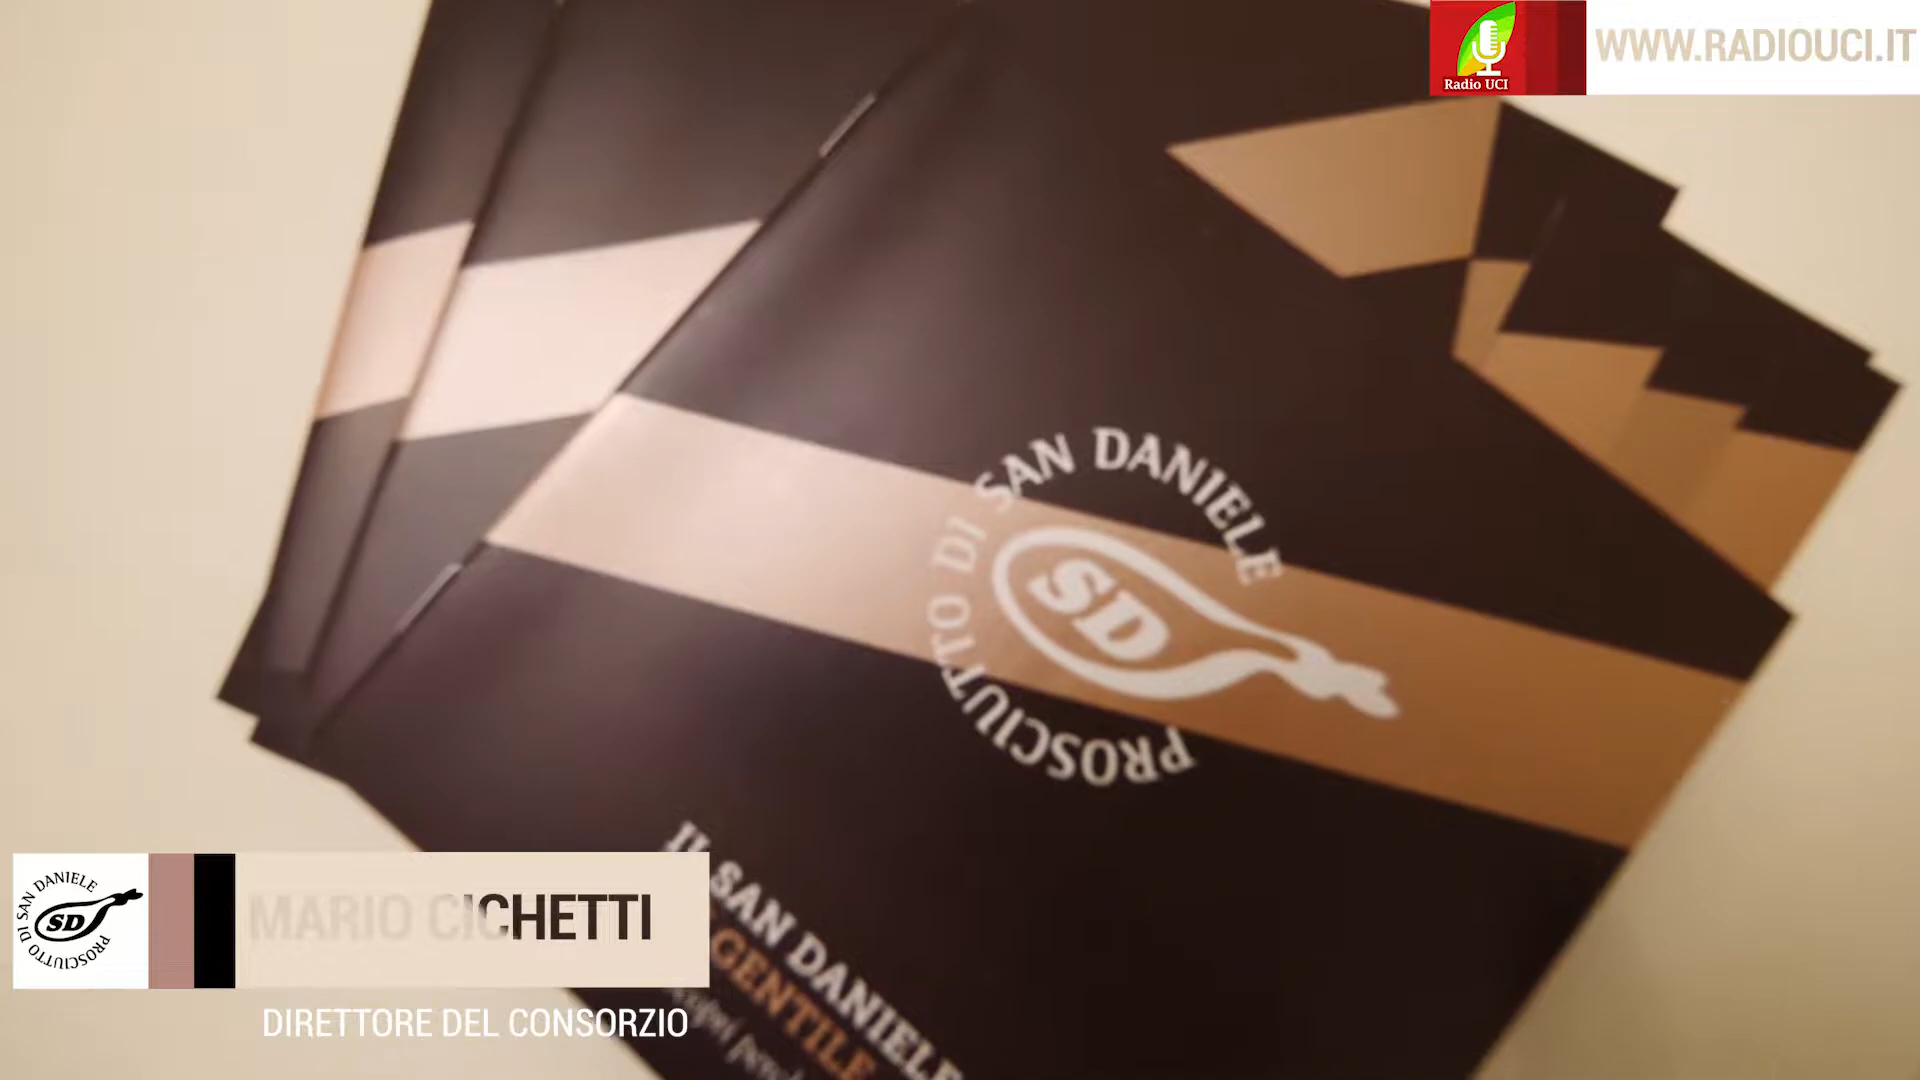 Radio UCI
WWW.RADIOUCI.IT
PROSCIUTTO DI SAN DANIELE
SD
IL SAN DANIELE
GENTILE
PROSCIUTTO DI SAN DANIELE
SD
MARIO CICHETTI
DIRETTORE DEL CONSORZIO